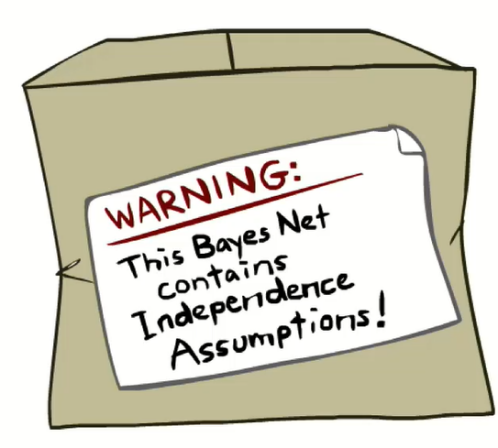 WARNING:
This Bayes Net
contains
Independence
Assumptions!